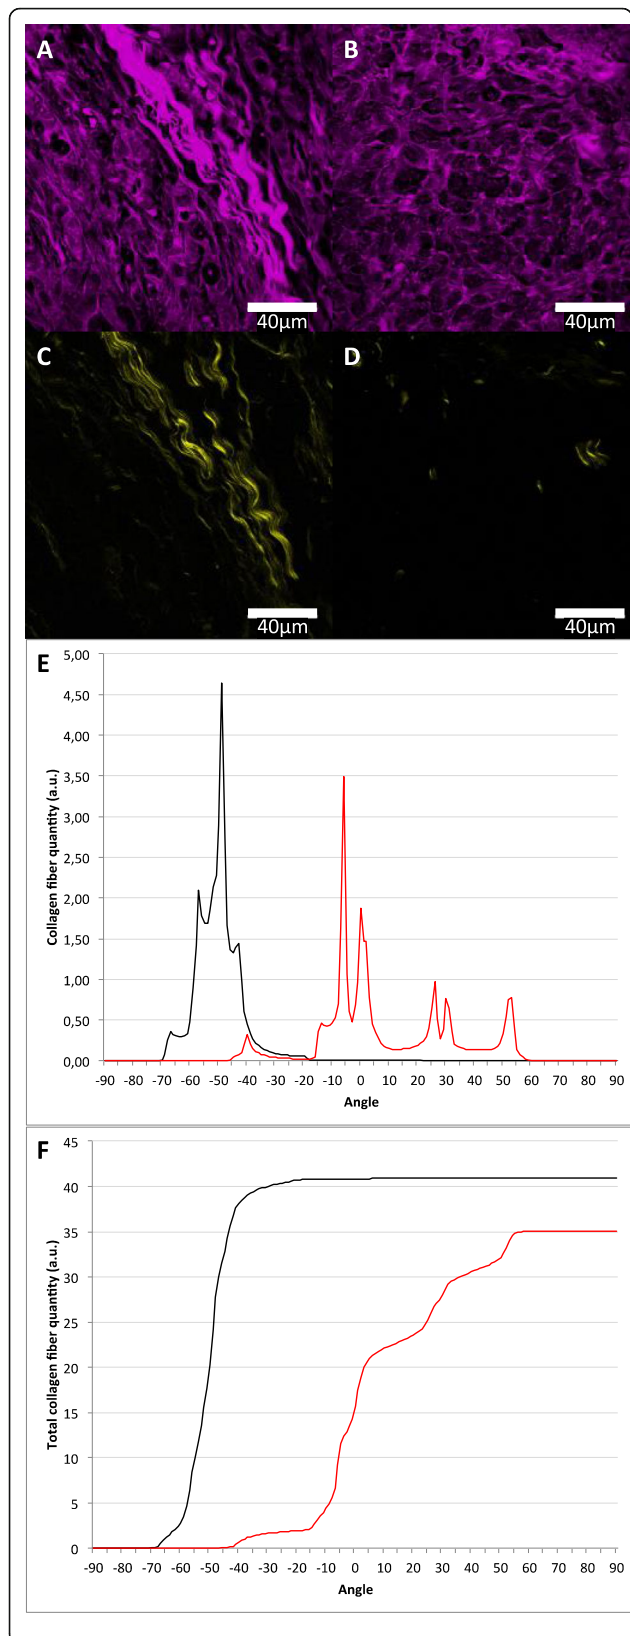 A B
40µm 40µm
C D
40µm 40µm
E
Collagen fiber quantity (a.u.)
5,00
4,50
4,00
3,50
3,00
2,50
2,00
1,50
1,00
0,50
0,00
-90 -80 -70 -60 -50 -40 -30 -20 -10 0 10 20 30 40 50 60 70 80 90
Angle
F
Total collagen fiber quantity (a.u.)
45
40
35
30
25
20
15
10
5
0
-90 -80 -70 -60 -50 -40 -30 -20 -10 0 10 20 30 40 50 60 70 80 90
Angle